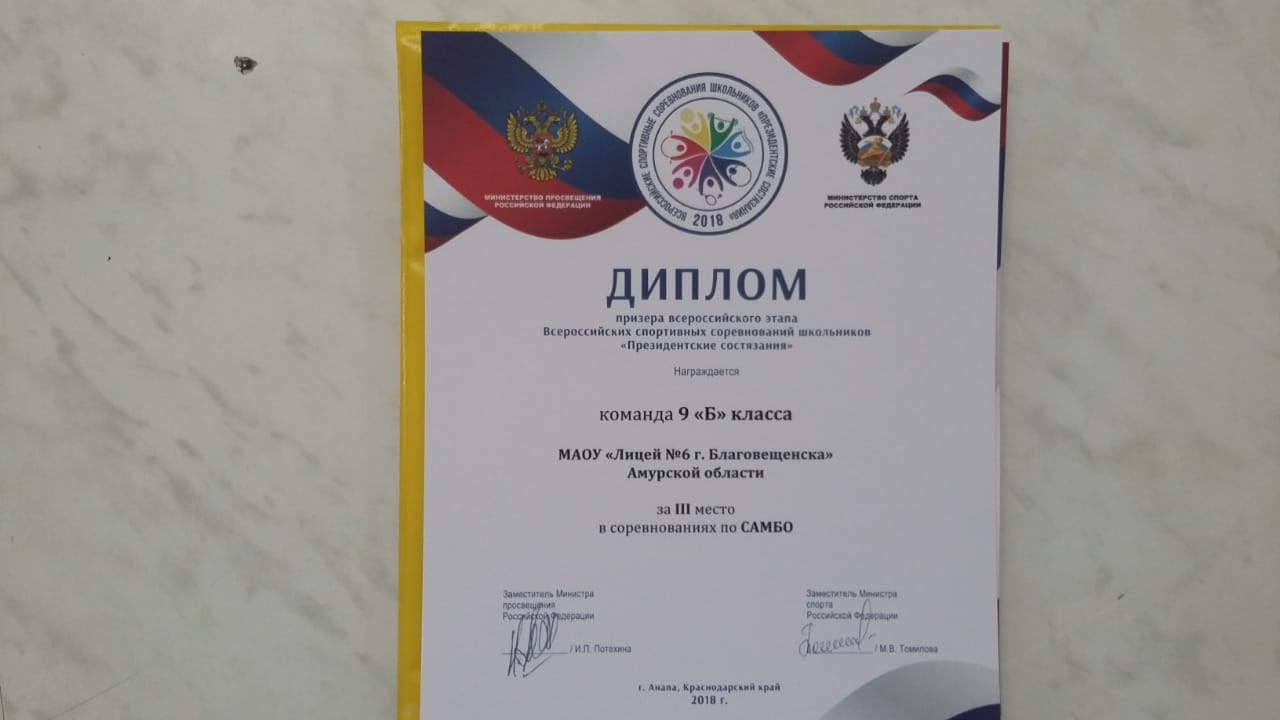 ВСЕРОССИЙСКИЕ СПОРТИВНЫЕ СОРЕВНОВАНИЯ ШКОЛЬНИКОВ «ПРЕЗИДЕНТСКИЕ СОСТЯЗАНИЯ»
2018
МИНИСТЕРСТВО ПРОСВЕЩЕНИЯ
РОССИЙСКОЙ ФЕДЕРАЦИИ
МИНИСТЕРСТВО СПОРТА
РОССИЙСКОЙ ФЕДЕРАЦИИ
ДИПЛОМ
призера всероссийского этапа
Всероссийских спортивных соревнований школьников
«Президентские состязания»
Награждается
команда 9 «Б» класса
МАОУ «Лицей №6 г. Благовещенска»
Амурской области
за III место
в соревнованиях по САМБО
Заместитель Министра
просвещения
Российской Федерации
/ И.П. Потехина
Заместитель Министра
спорта
Российской Федерации
/ М.В. Томилова
г. Анапа, Краснодарский край
2018 г.